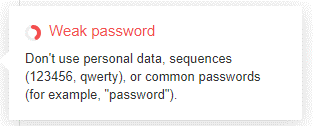 Weak password
Don't use personal data, sequences
(123456, qwerty), or common passwords
(for example, "password").